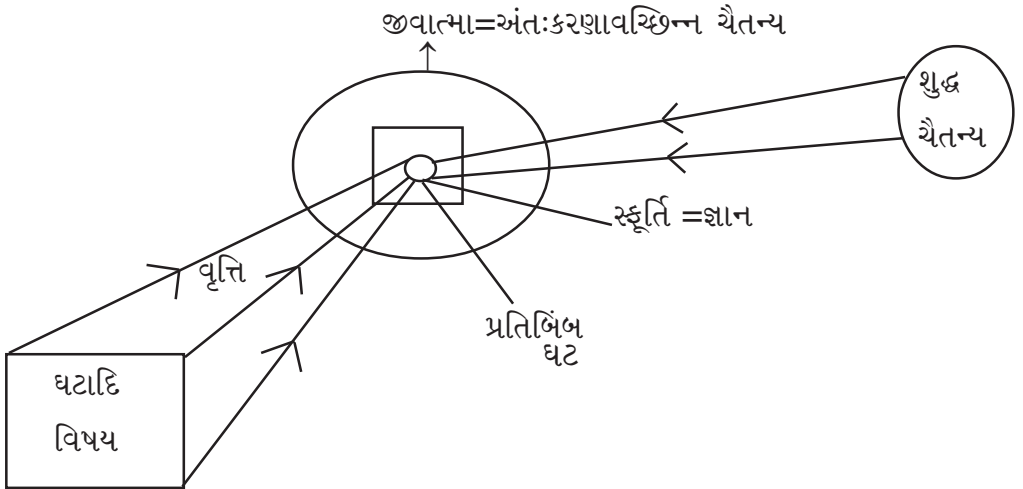 જીવાત્મા=અંતઃકરણાવચ્છિન્ન ચૈતન્ય
શુદ્ધ
ચૈતન્ય
સ્ફૂર્તિ =જ્ઞાન
વૃત્તિ
પ્રતિબિંબ
ઘટ
ઘટાદિ
વિષય